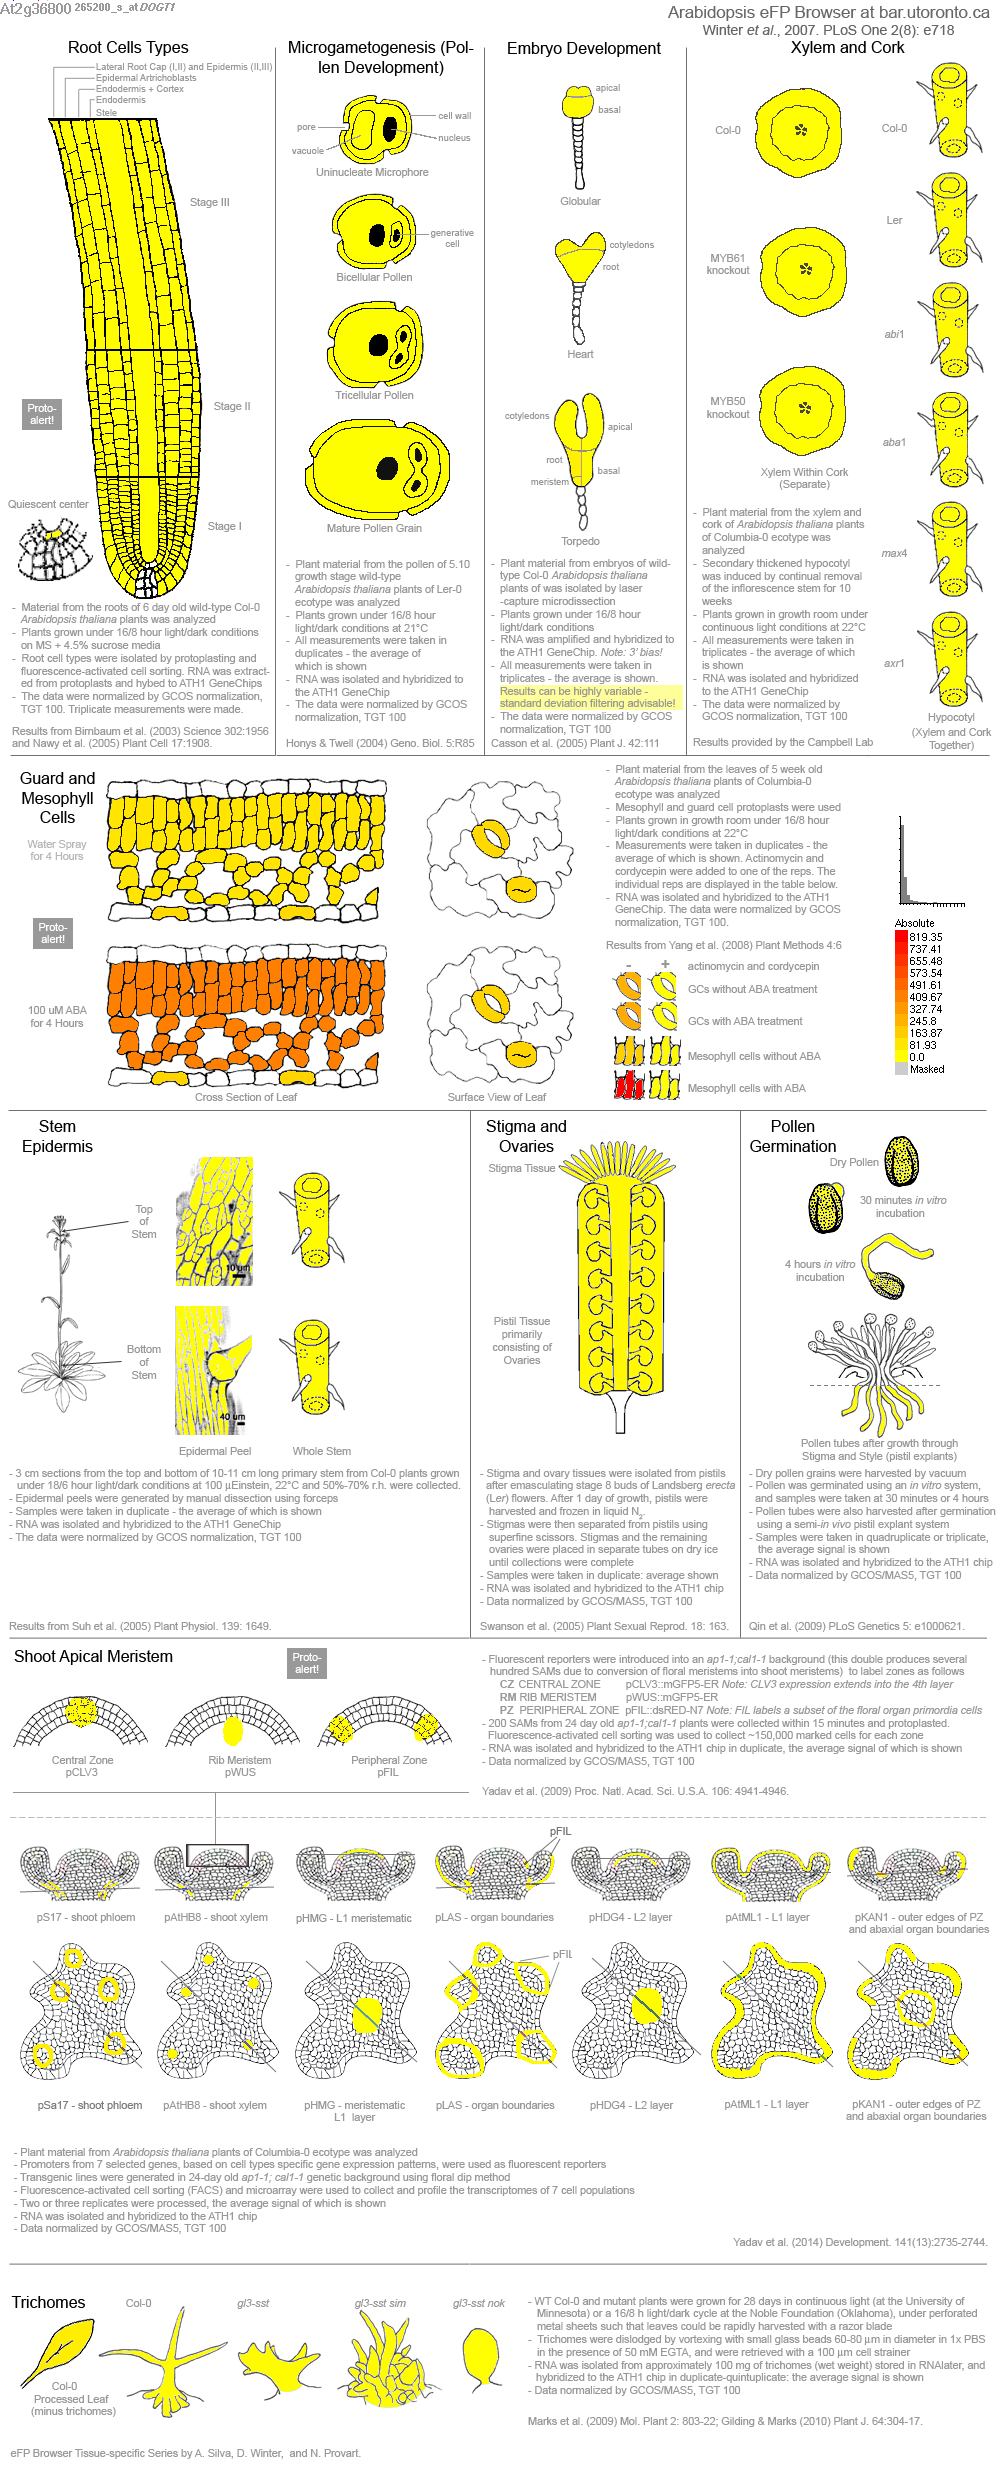 At2g36800 265200_s_at DOGT1
Arabidopsis eFP Browser at bar.utoronto.ca
Winter et al., 2007. PLoS One 2(8): e718
Root Cells Types
Lateral Root Cap (I,II) and Epidermis (II,III)
Epidermal Artrichoblasts
Endodermis + Cortex
Endodermis
Stele
Stage III
Proto-
alert!
Stage II
Quiescent center
Stage I
- Material from the roots of 6 day old wild-type Col-0
Arabidopsis thaliana plants was analyzed
- Plants grown under 16/8 hour light/dark conditions
on MS + 4.5% sucrose media
- Root cell types were isolated by protoplasting and
fluorescence-activated cell sorting. RNA was extract-
ed from protoplasts and hybed to ATH1 GeneChips
- The data were normalized by GCOS normalization,
TGT 100. Triplicate measurements were made.
Results from Birnbaum et al. (2003) Science 302:1956
and Nawy et al. (2005) Plant Cell 17:1908.
Microgametogenesis (Pol-
len Development)
cell wall
pore
nucleus
vacuole
Uninucleate Microphore
generative
cell
Bicellular Pollen
Tricellular Pollen
Mature Pollen Grain
- Plant material from the pollen of 5.10
growth stage wild-type
Arabidopsis thaliana plants of Ler-0
ecotype was analyzed
- Plants grown under 16/8 hour
light/dark conditions at 21°C
- All measurements were taken in
duplicates - the average of
which is shown
- RNA was isolated and hybridized to
the ATH1 GeneChip
- The data were normalized by GCOS
normalization, TGT 100
Honys & Twell (2004) Geno. Biol. 5:R85
Embryo Development
apical
basal
Globular
cotyledons
root
Heart
cotyledons
apical
root
basal
meristem
Torpedo
- Plant material from embryos of wild-
type Col-0 Arabidopsis thaliana
plants of was isolated by laser
-capture microdissection
- Plants grown under 16/8 hour
light/dark conditions
- RNA was amplified and hybridized to
the ATH1 GeneChip. Note: 3' bias!
- All measurements were taken in
triplicates - the average is shown.
Results can be highly variable -
standard deviation filtering advisable!
- The data were normalized by GCOS
normalization, TGT 100
Casson et al. (2005) Plant J. 42:111
Xylem and Cork
Col-0
Col-0
Ler
MYB61
knockout
abi1
MYB50
knockout
aba1
Xylem Within Cork
(Separate)
max4
axr1
Hypocotyl
(Xylem and Cork
Together)
- Plant material from the xylem and
cork of Arabidopsis thaliana plants
of Columbia-0 ecotype was
analyzed
- Secondary thickened hypocotyl
was induced by continual removal
of the inflorescence stem for 10
weeks
- Plants grown in growth room under
continuous light conditions at 22°C
- All measurements were taken in
triplicates - the average of which
is shown
- RNA was isolated and hybridized
to the ATH1 GeneChip
- The data were normalized by
GCOS normalization, TGT 100
Results provided by the Campbell Lab
Guard and
Mesophyll
Cells
Water Spray
for 4 Hours
Proto-
alert!
100 uM ABA
for 4 Hours
Cross Section of Leaf
Surface View of Leaf
- Plant material from the leaves of 5 week old
Arabidopsis thaliana plants of Columbia-0
ecotype was analyzed
- Mesophyll and guard cell protoplasts were used
- Plants grown in growth room under 16/8 hour
light/dark conditions at 22°C
- Measurements were taken in duplicates - the
average of which is shown. Actinomycin and
cordycepin were added to one of the reps. The
individual reps are displayed in the table below.
- RNA was isolated and hybridized to the ATH1
GeneChip. The data were normalized by GCOS
normalization, TGT 100.
Results from Yang et al. (2008) Plant Methods 4:6
- + actinomycin and cordycepin
GCs without ABA treatment
GCs with ABA treatment
Mesophyll cells without ABA
Mesophyll cells with ABA
Absolute
819.35
737.41
655.48
573.54
491.61
409.67
327.74
245.8
163.87
81.93
0.0
Masked
Stem
Epidermis
Top
of
Stem
10 um
Bottom
of
Stem
40 um
Epidermal Peel
Whole Stem
- 3 cm sections from the top and bottom of 10-11 cm long primary stem from Col-0 plants grown
under 18/6 hour light/dark conditions at 100 µEinstein, 22°C and 50%-70% r.h. were collected.
- Epidermal peels were generated by manual dissection using forceps
- Samples were taken in duplicate - the average of which is shown
- RNA was isolated and hybridized to the ATH1 GeneChip
- The data were normalized by GCOS normalization, TGT 100
Results from Suh et al. (2005) Plant Physiol. 139: 1649.
Stigma and
Ovaries
Stigma Tissue
Pistil Tissue
primarily
consisting of
Ovaries
- Stigma and ovary tissues were isolated from pistils
after emasculating stage 8 buds of Landsberg erecta
(Ler) flowers. After 1 day of growth, pistils were
harvested and frozen in liquid N2.
- Stigmas were then separated from pistils using
superfine scissors. Stigmas and the remaining
ovaries were placed in separate tubes on dry ice
until collections were complete
- Samples were taken in duplicate: average shown
- RNA was isolated and hybridized to the ATH1 chip
- Data normalized by GCOS/MAS5, TGT 100
Swanson et al. (2005) Plant Sexual Reprod. 18: 163.
Pollen
Germination
Dry Pollen
30 minutes in vitro
incubation
4 hours in vitro
incubation
Pollen tubes after growth through
Stigma and Style (pistil explants)
- Dry pollen grains were harvested by vacuum
- Pollen was germinated using an in vitro system,
and samples were taken at 30 minutes or 4 hours
- Pollen tubes were also harvested after germination
using a semi-in vivo pistil explant system
- Samples were taken in quadruplicate or triplicate,
the average signal is shown
- RNA was isolated and hybridized to the ATH1 chip
- Data normalized by GCOS/MAS5, TGT 100
Qin et al. (2009) PLoS Genetics 5: e1000621.
Shoot Apical Meristem
Proto-
alert!
Central Zone
pCLV3
Rib Meristem
pWUS
Peripheral Zone
pFIL
- Fluorescent reporters were introduced into an ap1-1;cal1-1 background (this double produces several
hundred SAMs due to conversion of floral meristems into shoot meristems) to label zones as follows
CZ CENTRAL ZONE pCLV3::mGFP5-ER Note: CLV3 expression extends into the 4th layer
RM RIB MERISTEM pWUS::mGFP5-ER
PZ PERIPHERAL ZONE pFIL::dsRED-N7 Note: FIL labels a subset of the floral organ primordia cells
- 200 SAMs from 24 day old ap1-1;cal1-1 plants were collected within 15 minutes and protoplasted.
Fluorescence-activated cell sorting was used to collect ~150,000 marked cells for each zone
- RNA was isolated and hybridized to the ATH1 chip in duplicate, the average signal of which is shown
- Data normalized by GCOS/MAS5, TGT 100
Yadav et al. (2009) Proc. Natl. Acad. Sci. U.S.A. 106: 4941-4946.
pFIL
pS17 - shoot phloem
pAtHB8 - shoot xylem
pHMG - L1 meristematic
pLAS - organ boundaries
pHDG4 - L2 layer
pAtML1 - L1 layer
pKAN1 - outer edges of PZ
and abaxial organ boundaries
pFIL
pSa17 - shoot phloem
pAtHB8 - shoot xylem
pHMG - meristematic
L1 layer
pLAS - organ boundaries
pHDG4 - L2 layer
pAtML1 - L1 layer
pKAN1 - outer edges of PZ
and abaxial organ boundaries
- Plant material from Arabidopsis thaliana plants of Columbia-0 ecotype was analyzed
- Promoters from 7 selected genes, based on cell types specific gene expression patterns, were used as fluorescent reporters
- Transgenic lines were generated in 24-day old ap1-1; cal1-1 genetic background using floral dip method
- Fluorescence-activated cell sorting (FACS) and microarray were used to collect and profile the transcriptomes of 7 cell populations
- Two or three replicates were processed, the average signal of which is shown
- RNA was isolated and hybridized to the ATH1 chip
- Data normalized by GCOS/MAS5, TGT 100
Yadav et al. (2014) Development. 141(13):2735-2744.
Trichomes
Col-0
gl3-sst
gl3-sst sim
gl3-sst nok
Col-0
Processed Leaf
(minus trichomes)
- WT Col-0 and mutant plants were grown for 28 days in continuous light (at the University of
Minnesota) or a 16/8 h light/dark cycle at the Noble Foundation (Oklahoma), under perforated
metal sheets such that leaves could be rapidly harvested with a razor blade
- Trichomes were dislodged by vortexing with small glass beads 60-80 µm in diameter in 1x PBS
in the presence of 50 mM EGTA, and were retrieved with a 100 µm cell strainer
- RNA was isolated from approximately 100 mg of trichomes (wet weight) stored in RNAlater, and
hybridized to the ATH1 chip in duplicate-quintuplicate: the average signal is shown
- Data normalized by GCOS/MAS5, TGT 100
Marks et al. (2009) Mol. Plant 2: 803-22; Gilding & Marks (2010) Plant J. 64:304-17.
eFP Browser Tissue-specific Series by A. Silva, D. Winter, and N. Provart.